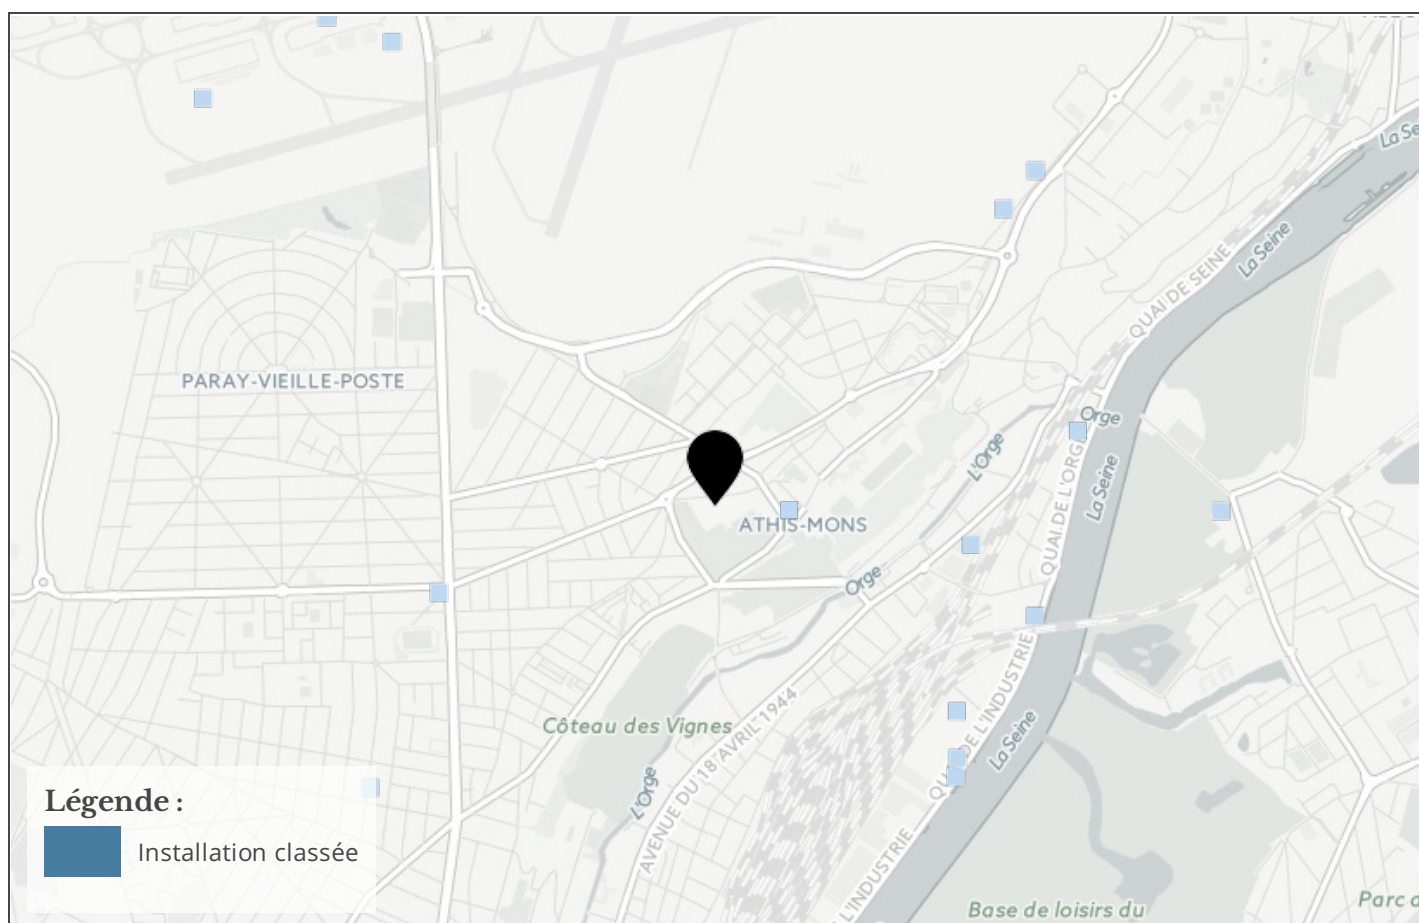 La Se
La Seine
QUAI DE SEINE
PARAY-VIEILLE-POSTE
Orge
L'Orge
La Seine
QUAI DE L'ORGE
ATHIS-MONS
Orge
QUAI DE L'INDUSTRIE
La Seine
Côteau des Vignes
AVENUE DU 18 AVRIL 1944
L'Orge
Légende :
Installation classée
L'INDUSTRIE
Base de loisirs du
Parc d